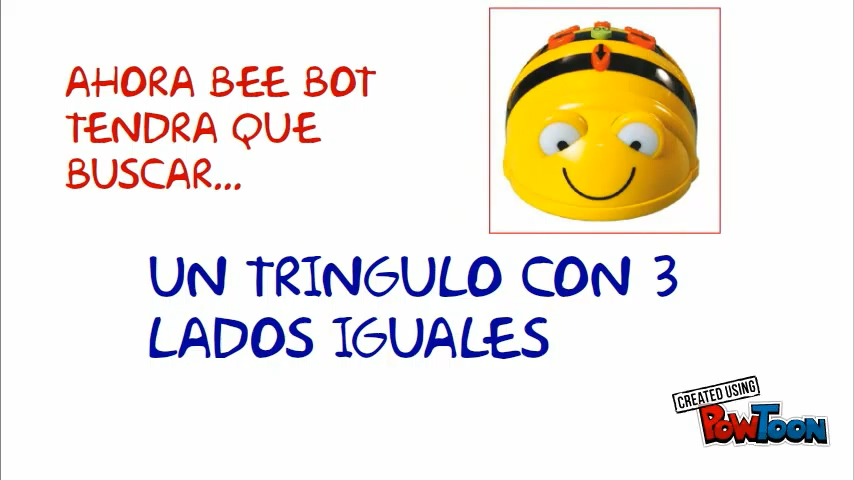 AHORA BEE BOT
TENDRA QUE
BUSCAR...
UN TRINGULO CON 3
LADOS IGUALES
CREATED USING
POWTOON